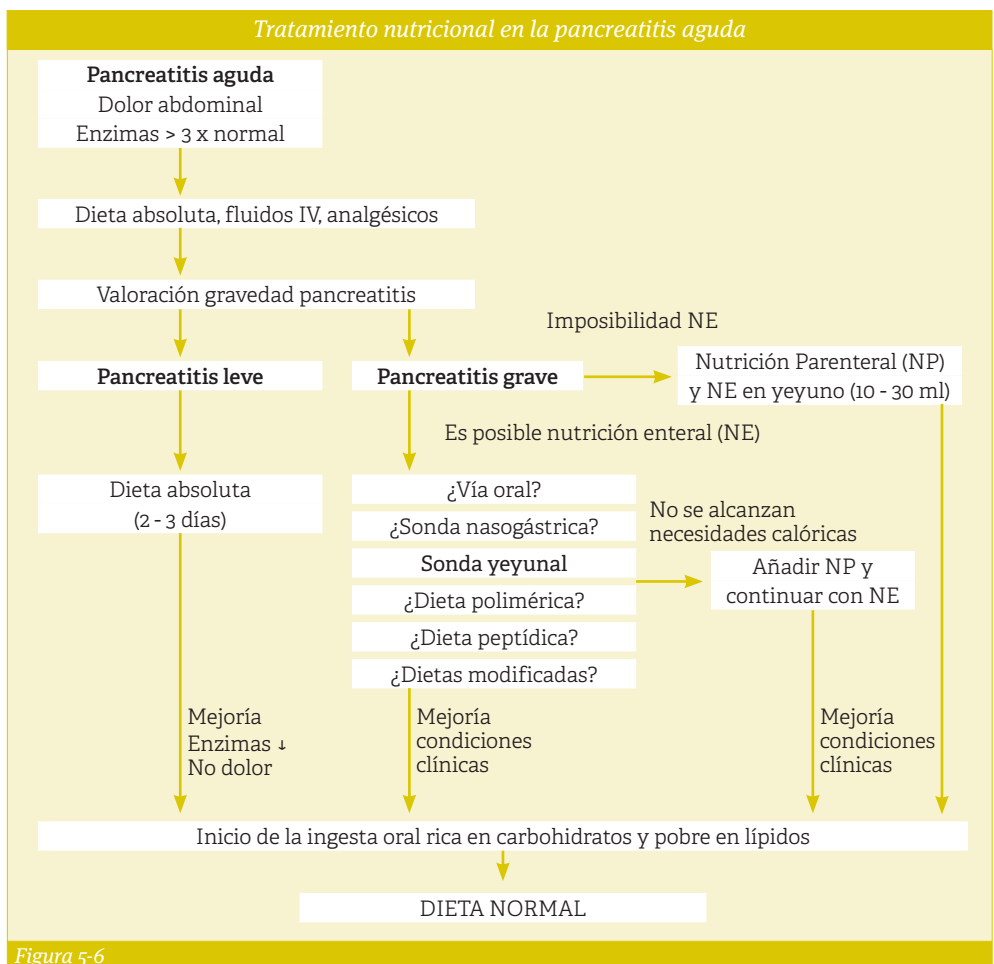 Tratamiento nutricional en la pancreatitis aguda
Pancreatitis aguda
Dolor abdominal
Enzimas > 3 x normal
Dieta absoluta, fluidos IV, analgésicos
Valoración gravedad pancreatitis
Imposibilidad NE
Pancreatitis leve
Pancreatitis grave
Nutrición Parenteral (NP)
y NE en yeyuno (10 - 30 ml)
Es posible nutrición enteral (NE)
Dieta absoluta
(2 - 3 días)
¿Vía oral?
¿Sonda nasogástrica?
Sonda yeyunal
¿Dieta polimérica?
¿Dieta peptídica?
¿Dietas modificadas?
No se alcanzan
necesidades calóricas
Añadir NP y
continuar con NE
Mejoría
Enzimas ↓
No dolor
Mejoría
condiciones
clínicas
Mejoría
condiciones
clínicas
Inicio de la ingesta oral rica en carbohidratos y pobre en lípidos
DIETA NORMAL
Figura 5-6